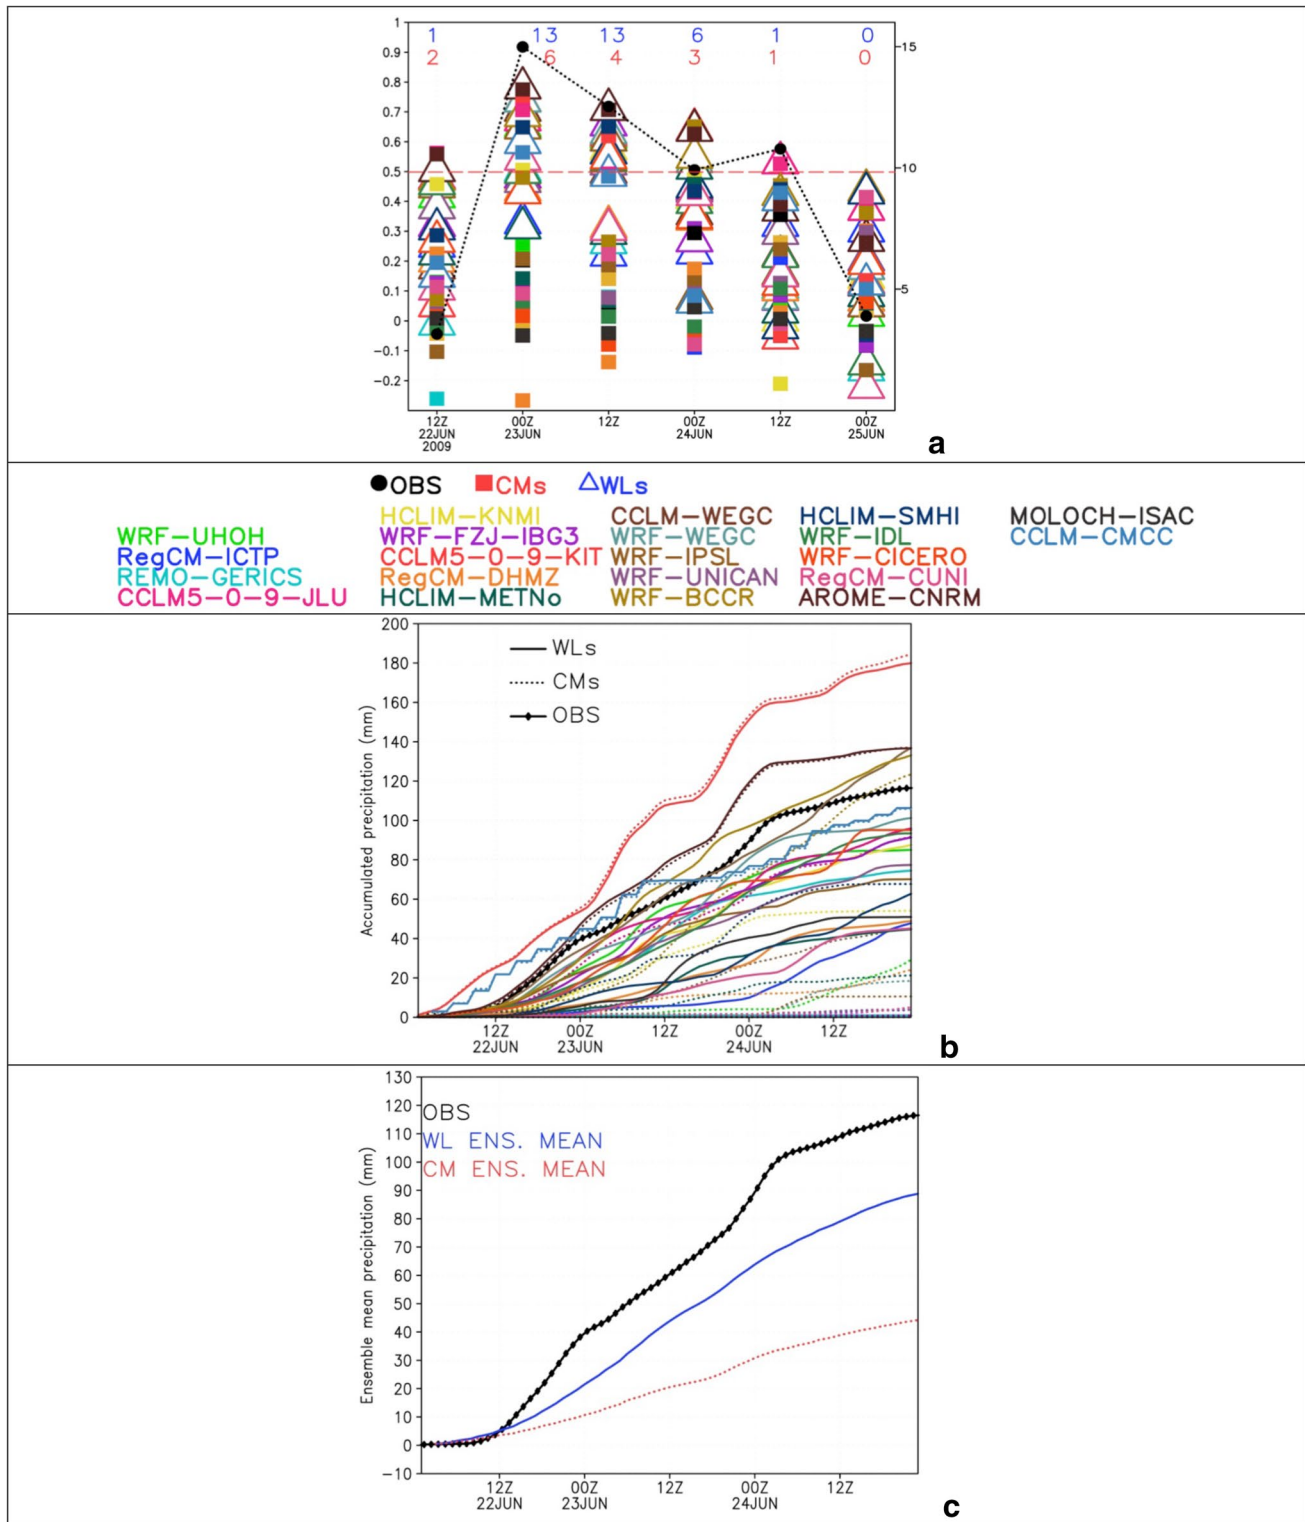 1 13 13 6 1 0
2 6 4 3 1 0
1
0.9
0.8
0.7
0.6
0.5
0.4
0.3
0.2
0.1
0
−0.1
−0.2
15
10
5
12Z 00Z 12Z 00Z 12Z 00Z
22JUN 23JUN 24JUN 25JUN
2009
a
OBS CMs WLs
HCLIM−KNMI CCLM−WEGC HCLIM−SMHI MOLOCH−ISAC
WRF−UHOH WRF−FZJ−IBG3 WRF−WEGC WRF−IDL CCLM−CMCC
RegCM−ICTP CCLM5−0−9−KIT WRF−IPSL WRF−CICERO
REMO−GERICS RegCM−DHMZ WRF−UNICAN RegCM−CUNI
CCLM5−0−9−JLU HCLIM−METNo WRF−BCCR AROME−CNRM
Accumulated precipitation (mm)
200
180
160
140
120
100
80
60
40
20
0
WLs
CMs
OBS
12Z 00Z 12Z 00Z 12Z
22JUN 23JUN 24JUN
b
Ensemble mean precipitation (mm)
130
120
110
100
90
80
70
60
50
40
30
20
10
0
−10
OBS
WL ENS. MEAN
CM ENS. MEAN
12Z 00Z 12Z 00Z 12Z
22JUN 23JUN 24JUN
c